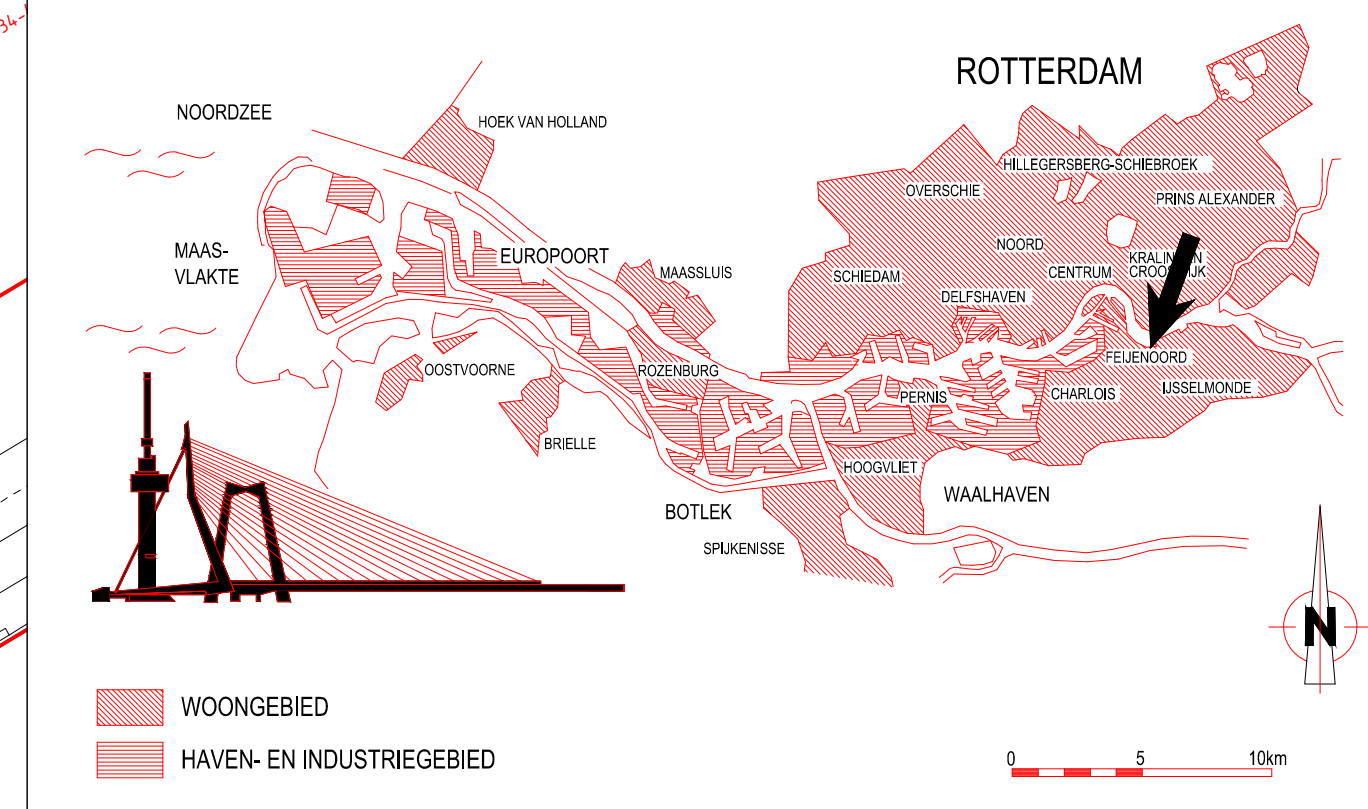 34-
ROTTERDAM
NOORDZEE
HOEK VAN HOLLAND
HILLEGERSBERG-SCHIEBROEK
OVERSCHIE
PRINS ALEXANDER
MAAS-
VLAKTE
EUROPOORT
NOORD
MAASSLUIS
SCHIEDAM
CENTRUM
DELFSHAVEN
FEIJENOORD
OOSTVOORNE
ROZENBURG
PERNIS
CHARLOIS
IJSSELMONDE
BRIELLE
HOOGVLIET
WAALHAVEN
BOTLEK
SPIJKENISSE
N
WOONGEBIED
HAVEN- EN INDUSTRIEGEBIED
0 5 10km